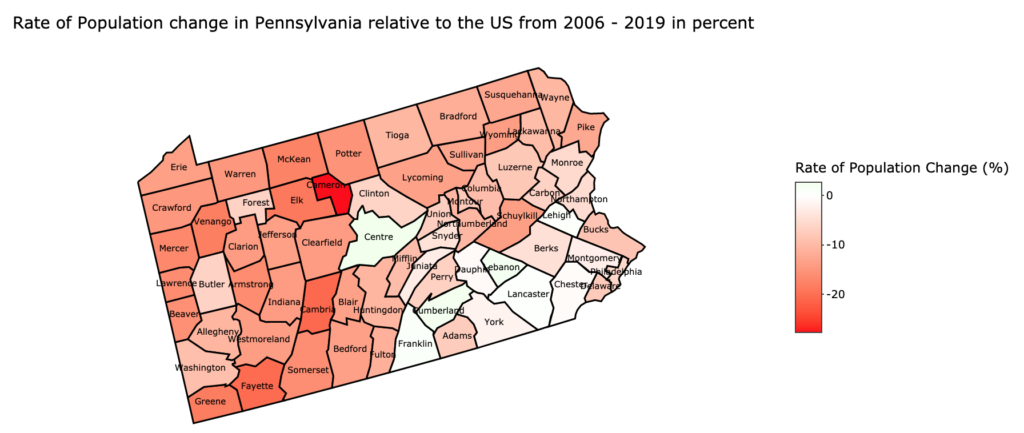 Rate of Population change in Pennsylvania relative to the US from 2006 - 2019 in percent
Susquehanna
Wayne
Bradford
Tioga
Wyoming
Lackawanna
Pike
Potter
McKean
Erie
Warren
Sullivan
Monroe
Luzerne
Lycoming
Cameron
Clinton
Columbia
Carbon
Elk
Forest
Crawford
Montour
Northampton
Union
Venango
Schuylkill
Lehigh
Northumberland
Bucks
Jefferson
Snyder
Centre
Clearfield
Clarion
Mercer
Berks
Mifflin
Montgomery
Juniata
Dauphin
Lebanon
Philadelphia
Perry
Lawrence
Butler
Armstrong
Chester
Delaware
Lancaster
Indiana
Blair
Cambria
Huntingdon
Cumberland
Beaver
York
Allegheny
Westmoreland
Adams
Franklin
Bedford
Fulton
Washington
Somerset
Fayette
Greene
Rate of Population Change (%)
0
-10
-20